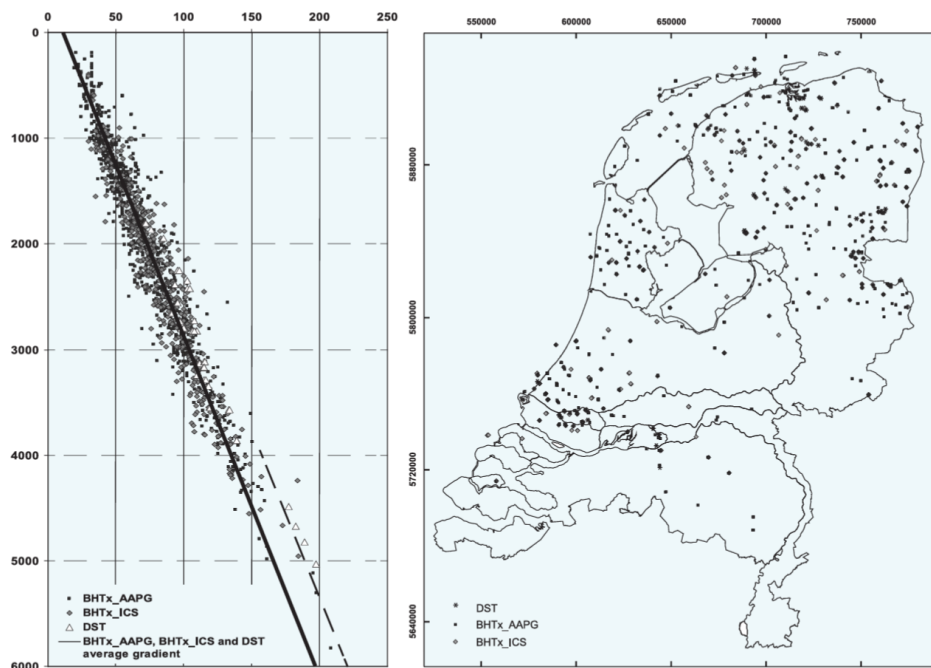 0 50 100 150 200 250
0
1000
2000
3000
4000
5000
6000
BHTx_AAPG
BHTx_ICS
DST
BHTx_AAPG, BHTx_ICS and DST
average gradient
550000 600000 650000 700000 750000
5880000
5800000
5720000
5640000
DST
BHTx_AAPG
BHTx_ICS